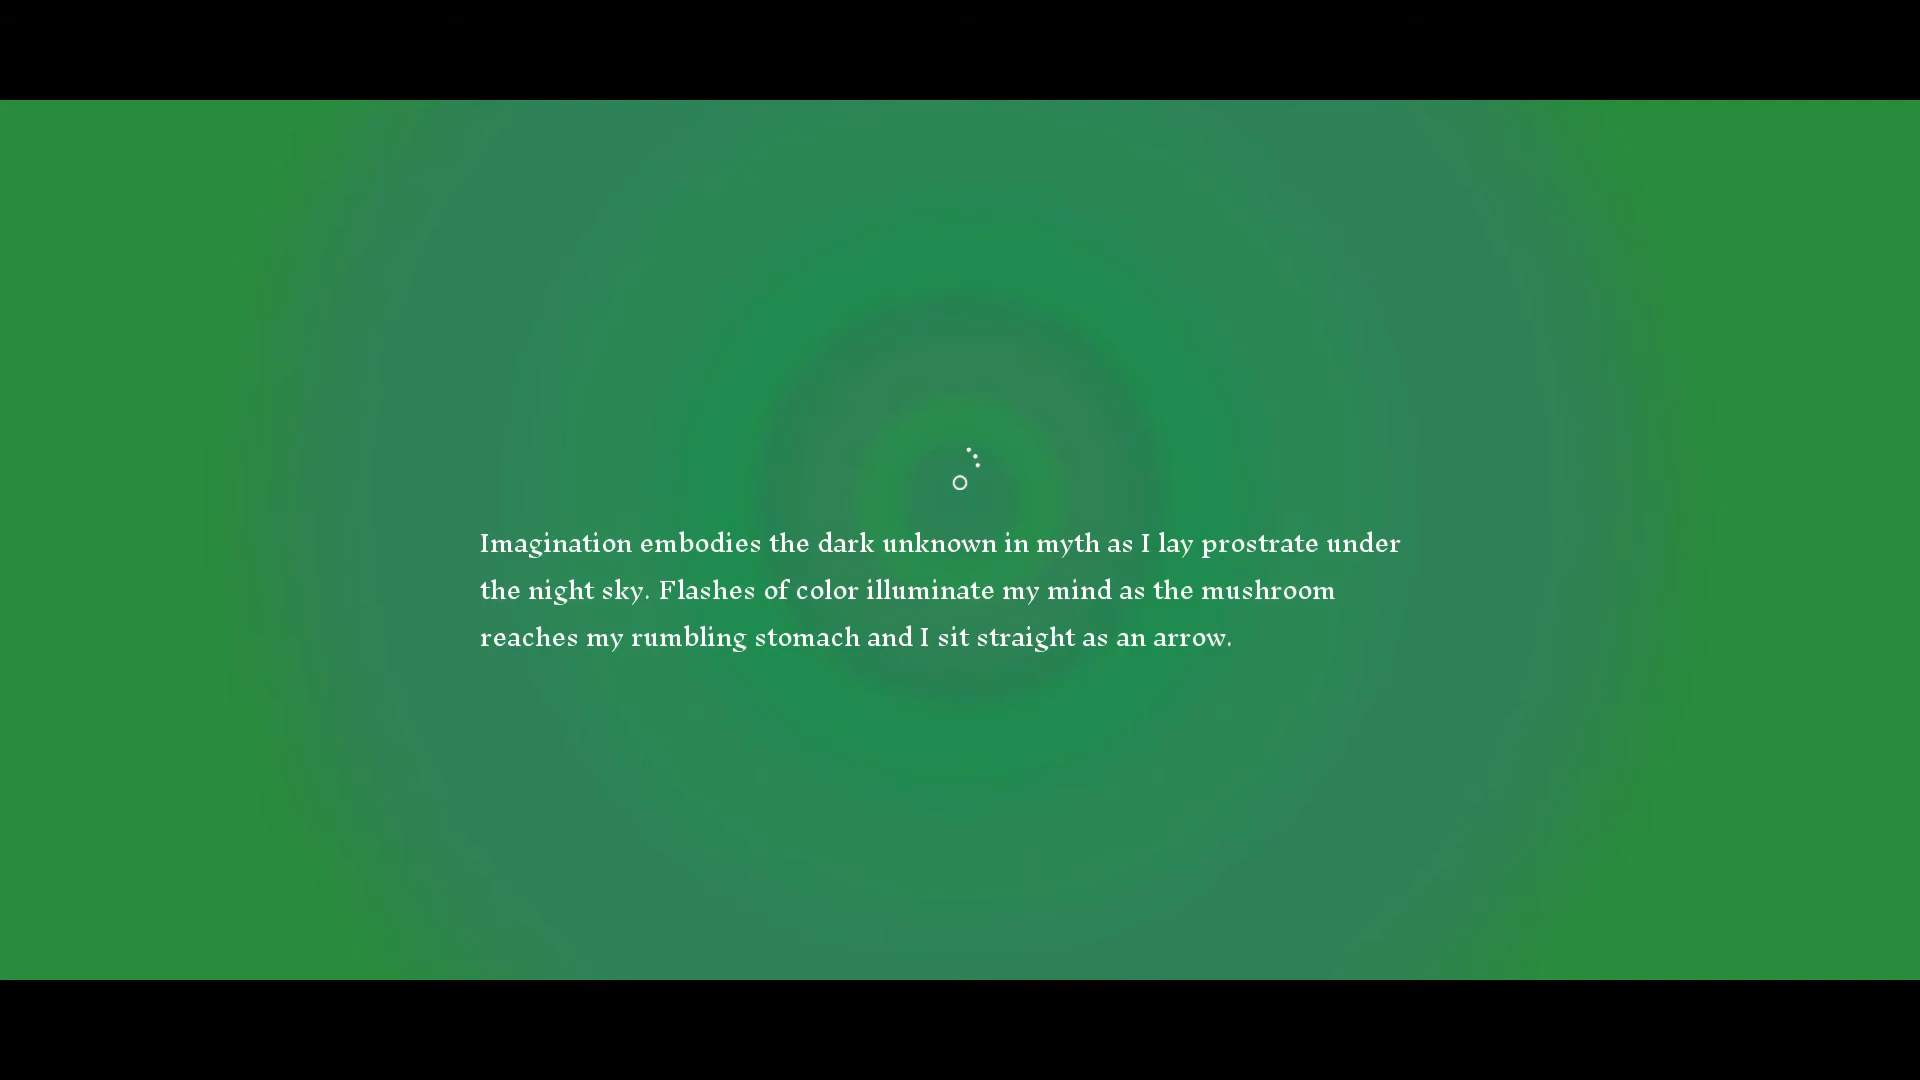 Imagination embodies the dark unknown in myth as I lay prostrate under
the night sky. Flashes of color illuminate my mind as the mushroom
reaches my rumbling stomach and I sit straight as an arrow.